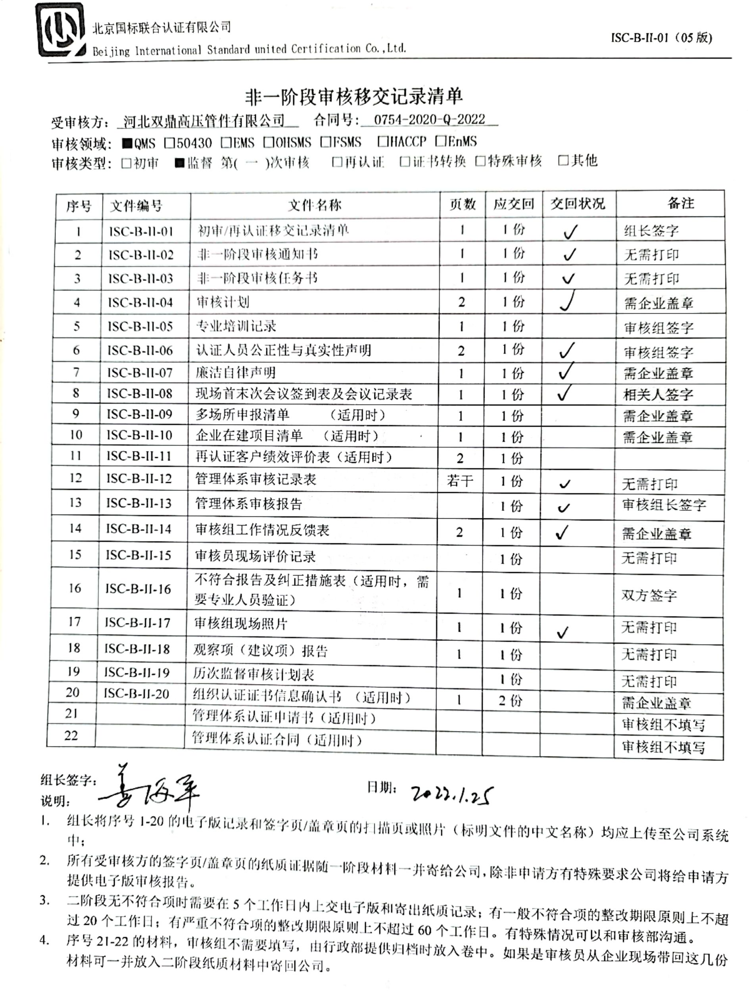 北京国标联合认证有限公司
Beijing International Standard united Certification Co.,Ltd.
ISC-B-II-01（05 版）
非一阶段审核移交记录清单
受审核方： 河北双鼎高压管件有限公司 合同号： 0754-2020-Q-2022
审核领域：■QMS □50430 □EMS □OHSMS □FSMS □HACCP □EnMS
审核类型：□初审 ■监督 第( 一 )次审核 □再认证 □证书转换 □特殊审核 □其他
序号 文件编号 文件名称 页数 应交回 交回状况 备注
1 ISC-B-II-01 初审/再认证移交记录清单 1 1 份 ✓ 组长签字
2 ISC-B-II-02 非一阶段审核通知书 1 1 份 ✓ 无需打印
3 ISC-B-II-03 非一阶段审核任务书 1 1 份 ✓ 无需打印
4 ISC-B-II-04 审核计划 2 1 份 ✓ 需企业盖章
5 ISC-B-II-05 专业培训记录 1 1 份 审核组签字
6 ISC-B-II-06 认证人员公正性与真实性声明 2 1 份 ✓ 审核组签字
7 ISC-B-II-07 廉洁自律声明 1 1 份 ✓ 需企业盖章
8 ISC-B-II-08 现场首末次会议签到表及会议记录表 1 1 份 ✓ 相关人签字
9 ISC-B-II-09 多场所申报清单 （适用时） 1 1 份 需企业盖章
10 ISC-B-II-10 企业在建项目清单 （适用时） 1 1 份 需企业盖章
11 ISC-B-II-11 再认证客户绩效评价表（适用时） 2 1 份
12 ISC-B-II-12 管理体系审核记录表 若干 1 份 ✓ 无需打印
13 ISC-B-II-13 管理体系审核报告 1 份 ✓ 审核组长签字
14 ISC-B-II-14 审核组工作情况反馈表 2 1 份 ✓ 需企业盖章
15 ISC-B-II-15 审核员现场评价记录 1 份 无需打印
16 ISC-B-II-16 不符合报告及纠正措施表（适用时，需
要专业人员验证） 1 1 份 双方签字
17 ISC-B-II-17 审核组现场照片 1 1 份 ✓ 无需打印
18 ISC-B-II-18 观察项（建议项）报告 1 1 份 无需打印
19 ISC-B-II-19 历次监督审核计划表 1 份 无需打印
20 ISC-B-II-20 组织认证证书信息确认书 （适用时） 1 2 份 需企业盖章
21 管理体系认证申请书（适用时） 审核组不填写
22 管理体系认证合同（适用时） 审核组不填写
组长签字： 姜海军 日期： 2022.1.25
说明：
1. 组长将序号 1-20 的电子版记录和签字页/盖章页的扫描页或照片（标明文件的中文名称）均应上传至公司系统
中；
2. 所有受审核方的签字页/盖章页的纸质证据随一阶段材料一并寄给公司，除非申请方有特殊要求公司将给申请方
提供电子版审核报告。
3. 二阶段无不符合项时需要在 5 个工作日内上交电子版和寄出纸质记录；有一般不符合项的整改期限原则上不超
过 20 个工作日；有严重不符合项的整改期限原则上不超过 60 个工作日。有特殊情况可以和审核部沟通。
4. 序号 21-22 的材料，审核组不需要填写，由行政部提供归档时放入卷中。如果是审核员从企业现场带回这几份
材料可一并放入二阶段纸质材料中寄回公司。